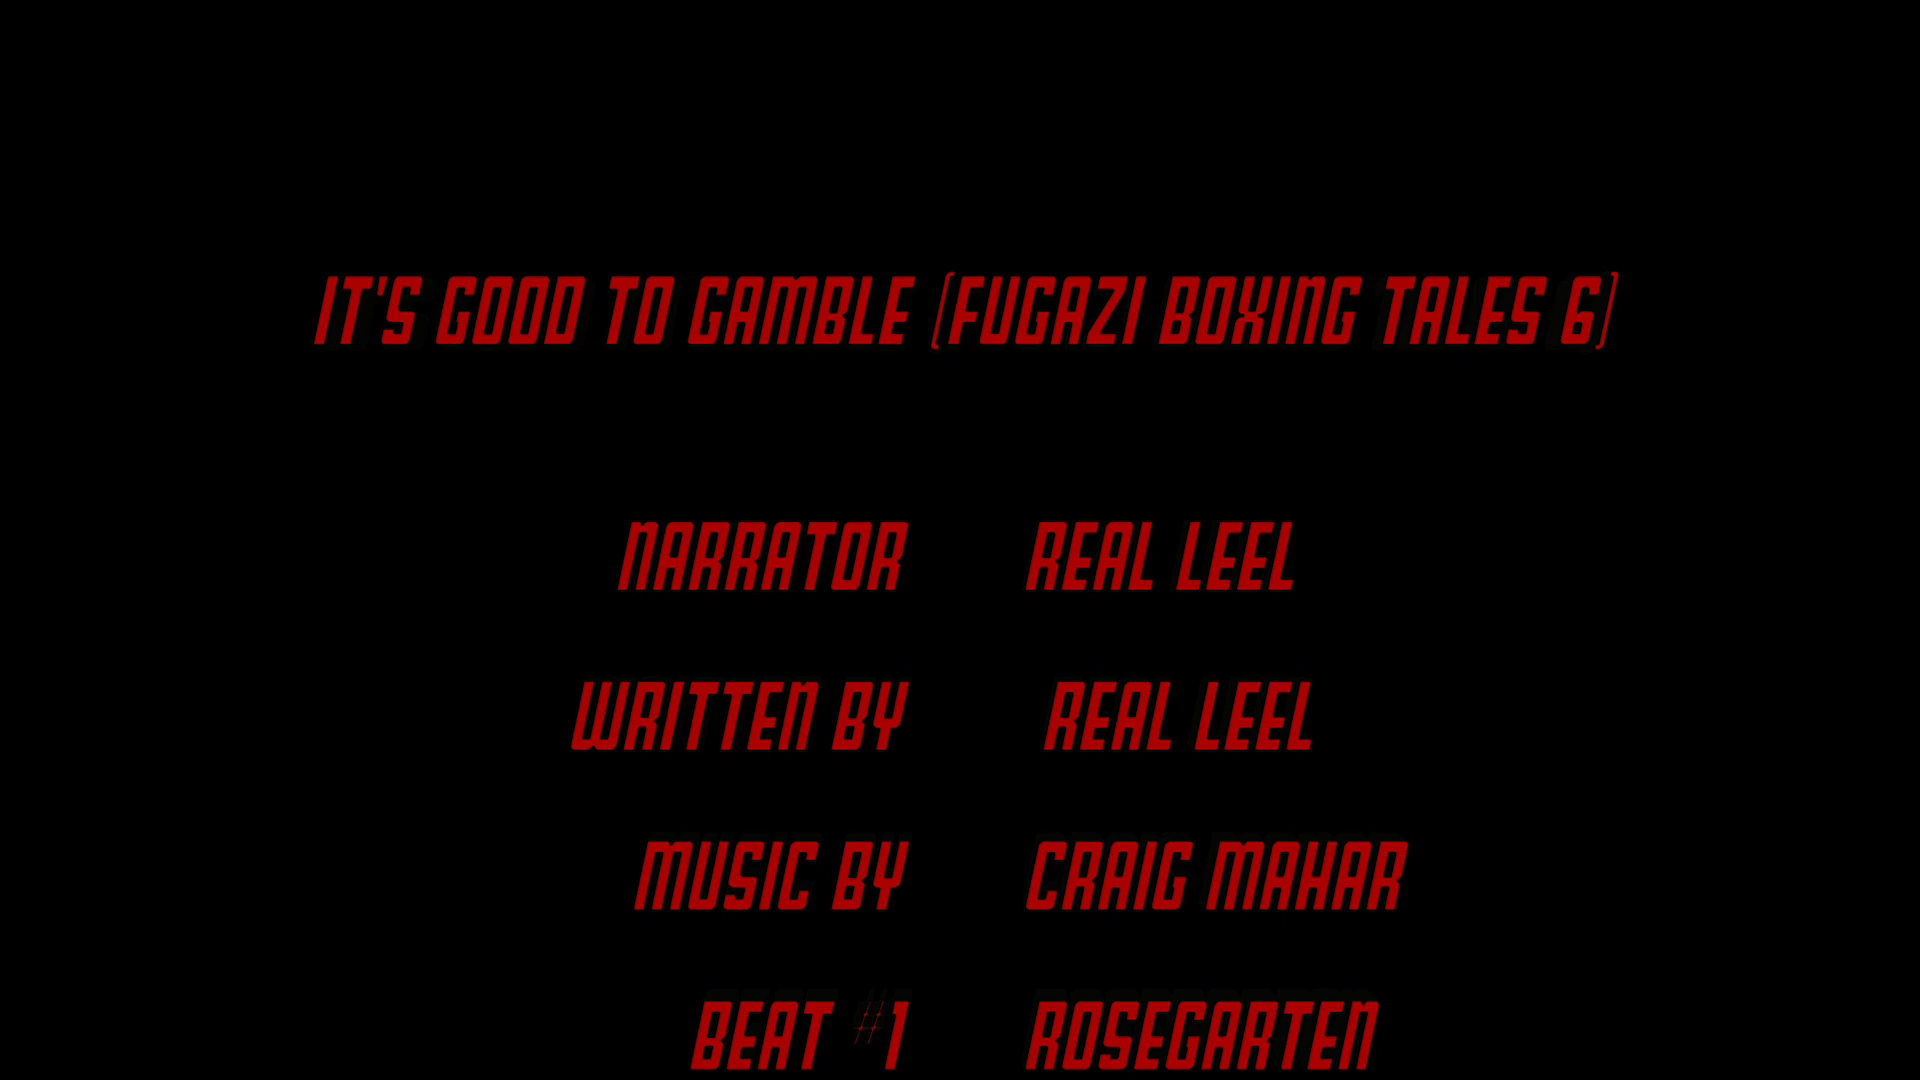 IT'S GOOD TO GAMBLE (FUGAZI BOXING TALES 6)
NARRATOR REAL LEEL
WRITTEN BY REAL LEEL
MUSIC BY CRAIG MAHAR
BEAT #1 ROSEGARTEN